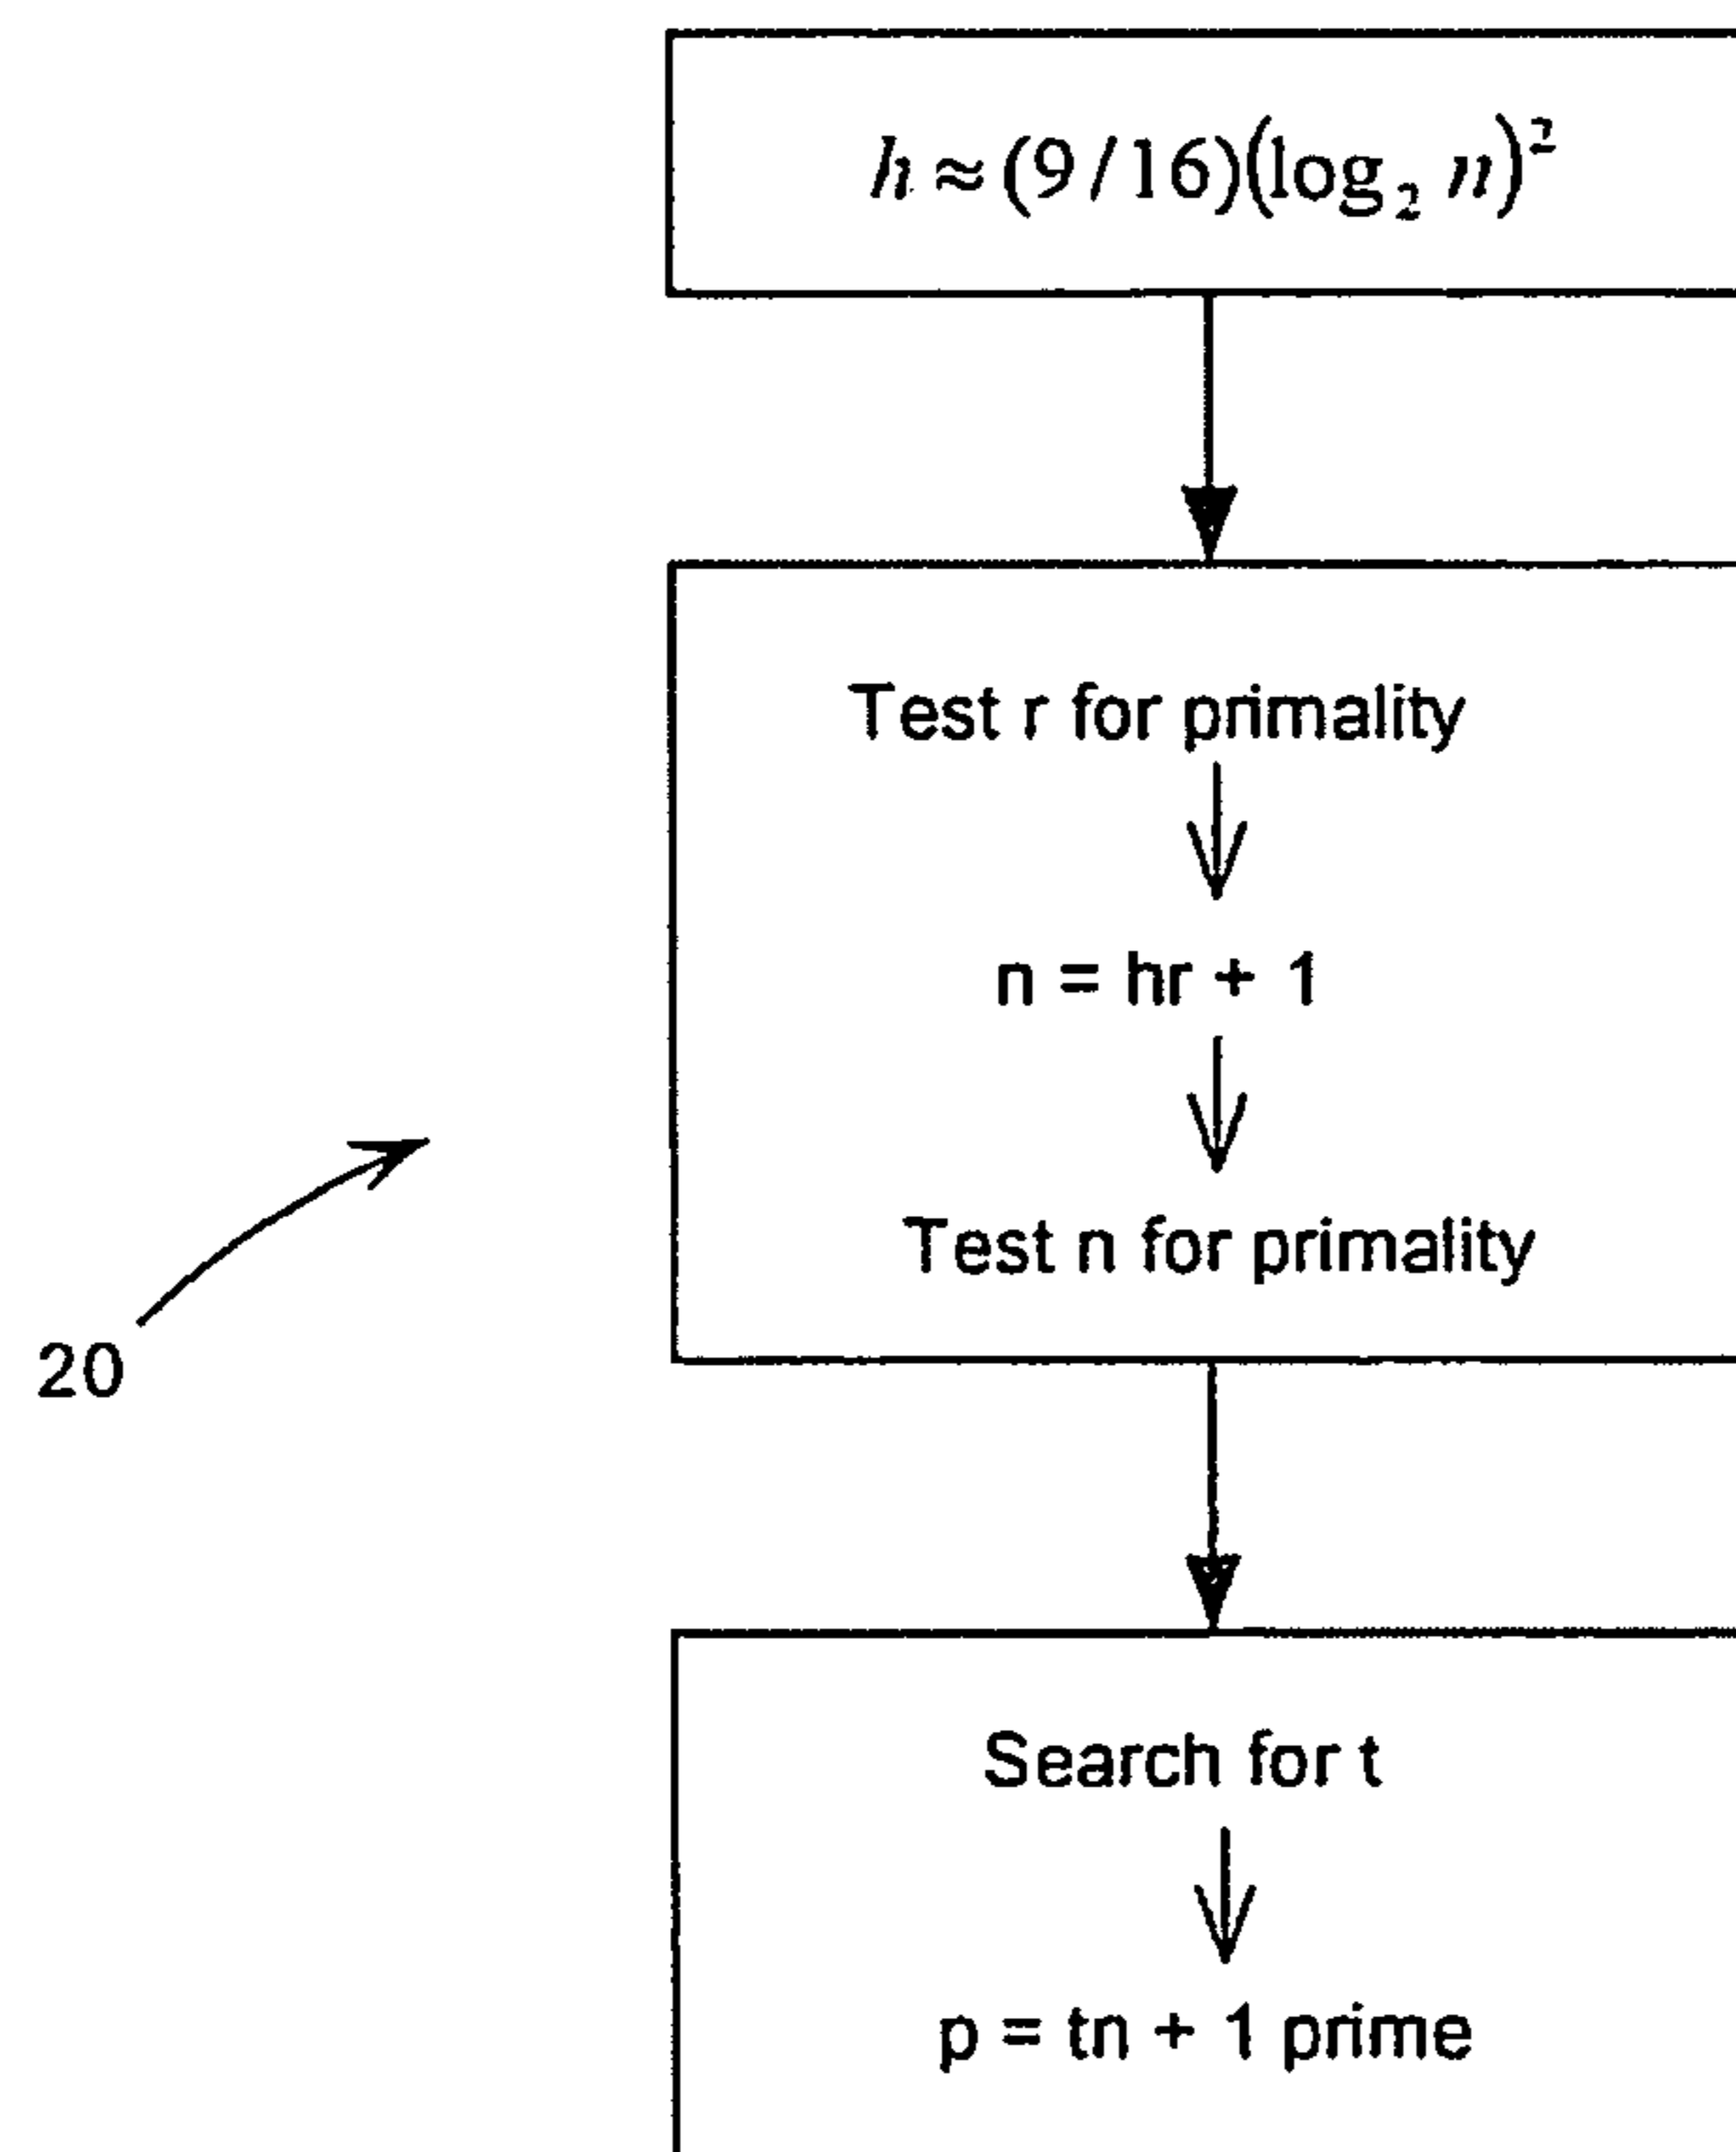 h ≈ (9/16)(log₂ n)²
Test r for primality
n = hr + 1
Test n for primality
20
Search for t
p = tn + 1 prime